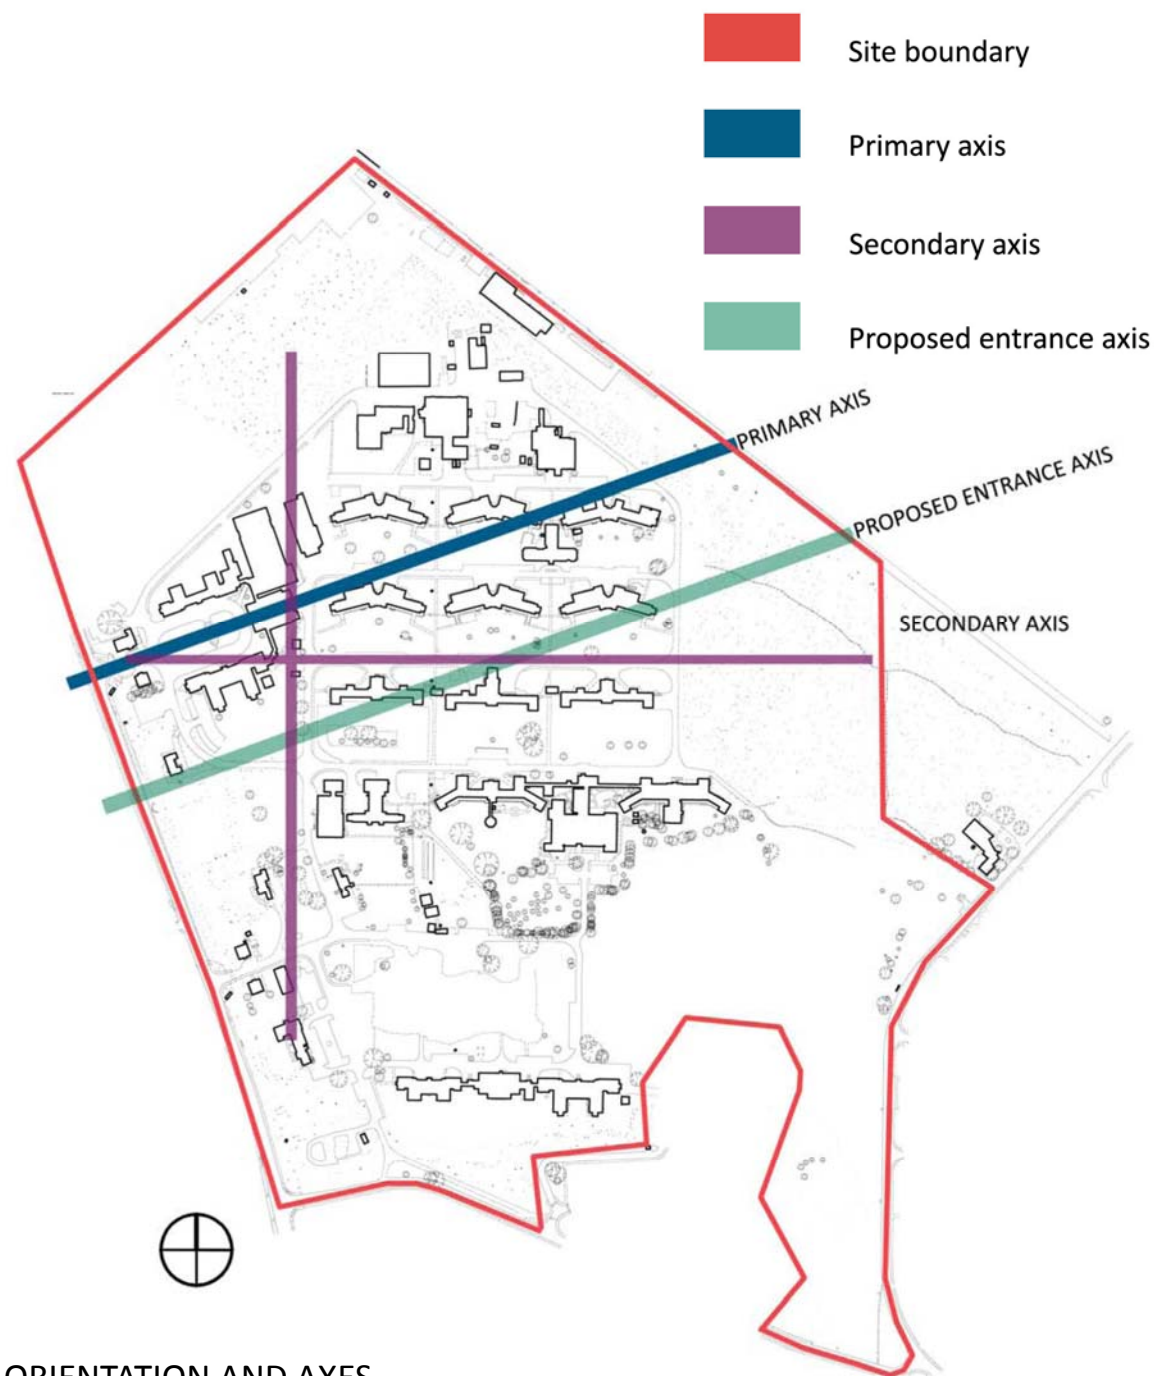 Site boundary
Primary axis
Secondary axis
Proposed entrance axis
PRIMARY AXIS
PROPOSED ENTRANCE AXIS
SECONDARY AXIS
ORIENTATION AND AXES